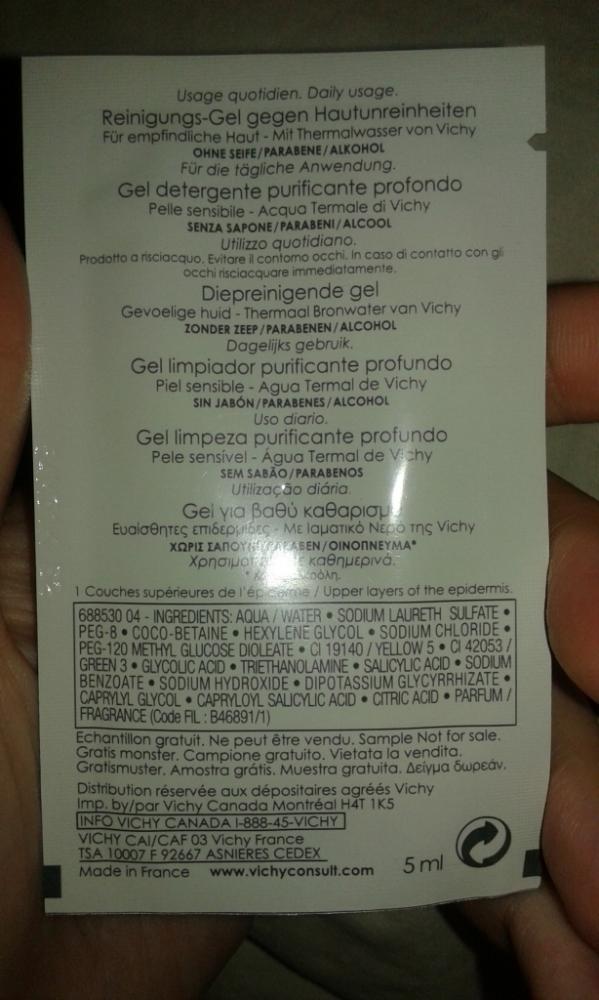 Usage quotidien. Daily usage.
Reinigungs-Gel gegen Hautunreinheiten
Für empfindliche Haut - Mit Thermalwasser von Vichy
OHNE SEIFE/PARABENE/ALKOHOL
Für die tägliche Anwendung.
Gel detergente purificante profondo
Pelle sensibile - Acqua Termale di Vichy
SENZA SAPONE/PARABENI/ALCOOL
Utilizzo quotidiano.
Prodotto a risciacquo. Evitare il contorno occhi. In caso di contatto con gli
occhi risciacquare immediatamente.
Diepreinigende gel
Gevoelige huid - Thermaal Bronwater van Vichy
ZONDER ZEEP/PARABENEN/ALCOHOL
Dagelijks gebruik.
Gel limpiador purificante profundo
Piel sensible - Agua Termal de Vichy
SIN JABÓN/PARABENES/ALCOHOL
Uso diario.
Gel limpeza purificante profundo
Pele sensível - Água Termal de Vichy
SEM SABÃO/PARABENOS
Utilização diária.
Gel για βαθύ καθαρισμό
Ευαίσθητες επιδερμίδες - Με Ιαματικό Νερό της Vichy
ΧΩΡΙΣ ΣΑΠΟΥΝΙ/PARABEN/ΟΙΝΟΠΝΕΥΜΑ*
καθημερινά.
1 Couches supérieures de l'épiderme / Upper layers of the epidermis.
688530 04 - INGREDIENTS: AQUA / WATER • SODIUM LAURETH SULFATE •
PEG-8 • COCO-BETAINE • HEXYLENE GLYCOL • SODIUM CHLORIDE •
PEG-120 METHYL GLUCOSE DIOLEATE • CI 19140 / YELLOW 5 • CI 42053 /
GREEN 3 • GLYCOLIC ACID • TRIETHANOLAMINE • SALICYLIC ACID • SODIUM
BENZOATE • SODIUM HYDROXIDE • DIPOTASSIUM GLYCYRRHIZATE •
CAPRYLYL GLYCOL • CAPRYLOYL SALICYLIC ACID • CITRIC ACID • PARFUM /
FRAGRANCE (Code FIL : B46891/1)
Echantillon gratuit. Ne peut être vendu. Sample Not for sale.
Gratis monster. Campione gratuito. Vietata la vendita.
Gratismuster. Amostra grátis. Muestra gratuita. Δείγμα δωρεάν.
Distribution réservée aux dépositaires agréés Vichy
Imp. by/par Vichy Canada Montréal H4T 1K5
INFO VICHY CANADA 1-888-45-VICHY
VICHY CAI/CAF 03 Vichy France
TSA 10007 F 92667 ASNIERES CEDEX
Made in France www.vichyconsult.com 5 ml